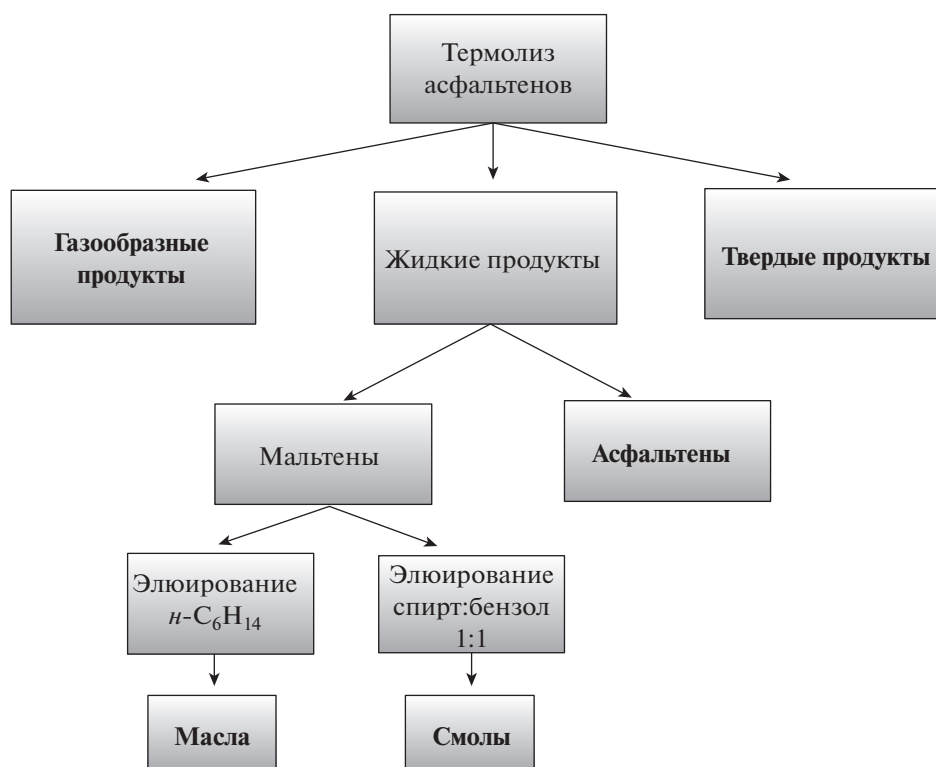 Термолиз
асфальтенов
Газообразные
продукты
Жидкие продукты
Твердые продукты
Мальтены
Асфальтены
Элюирование
н-C₆H₁₄
Элюирование
спирт:бензол
1:1
Масла
Смолы